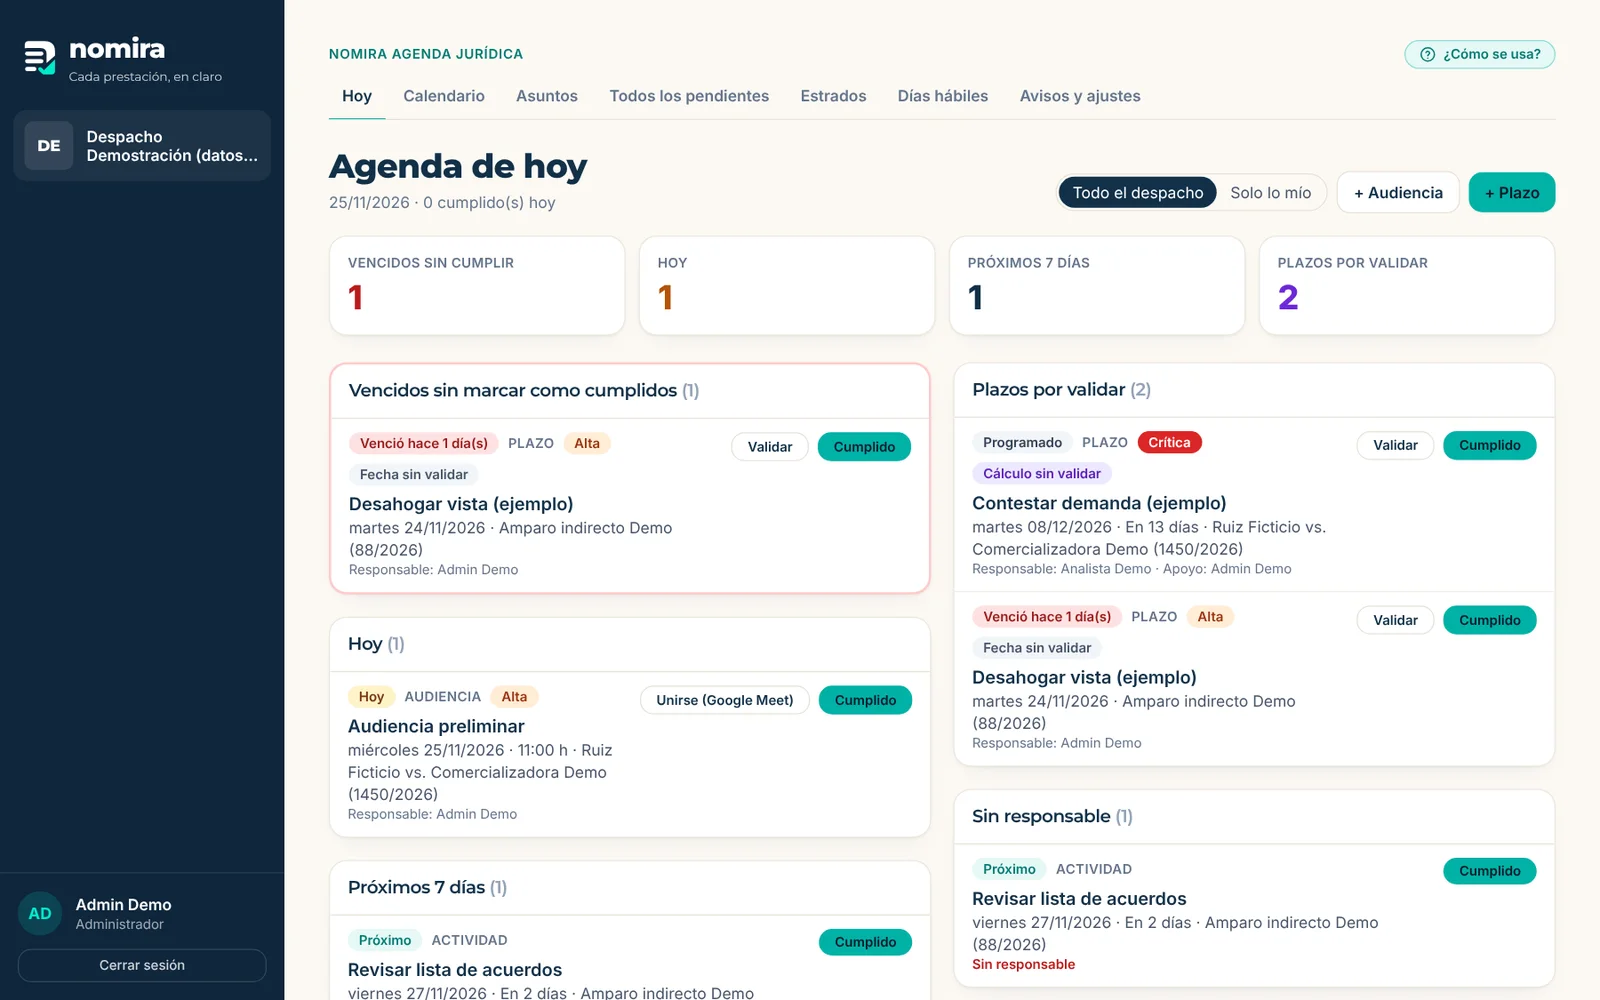 nomira
Cada prestación, en claro
DE
Despacho
Demostración (datos...
AD
Admin Demo
Administrador
Cerrar sesión
NOMIRA AGENDA JURÍDICA
¿Cómo se usa?
Hoy
Calendario
Asuntos
Todos los pendientes
Estrados
Días hábiles
Avisos y ajustes
Agenda de hoy
25/11/2026 · 0 cumplido(s) hoy
Todo el despacho
Solo lo mío
+ Audiencia
+ Plazo
VENCIDOS SIN CUMPLIR
1
HOY
1
PRÓXIMOS 7 DÍAS
1
PLAZOS POR VALIDAR
2
Vencidos sin marcar como cumplidos (1)
Venció hace 1 día(s) PLAZO Alta
Validar
Cumplido
Fecha sin validar
Desahogar vista (ejemplo)
martes 24/11/2026 · Amparo indirecto Demo
(88/2026)
Responsable: Admin Demo
Hoy (1)
Hoy AUDIENCIA Alta
Unirse (Google Meet)
Cumplido
Audiencia preliminar
miércoles 25/11/2026 · 11:00 h · Ruiz
Ficticio vs. Comercializadora Demo
(1450/2026)
Responsable: Admin Demo
Próximos 7 días (1)
Próximo ACTIVIDAD
Cumplido
Revisar lista de acuerdos
viernes 27/11/2026 · En 2 días · Amparo indirecto Demo
Plazos por validar (2)
Programado PLAZO Crítica
Validar
Cumplido
Cálculo sin validar
Contestar demanda (ejemplo)
martes 08/12/2026 · En 13 días · Ruiz Ficticio vs.
Comercializadora Demo (1450/2026)
Responsable: Analista Demo · Apoyo: Admin Demo
Venció hace 1 día(s) PLAZO Alta
Validar
Cumplido
Fecha sin validar
Desahogar vista (ejemplo)
martes 24/11/2026 · Amparo indirecto Demo
(88/2026)
Responsable: Admin Demo
Sin responsable (1)
Próximo ACTIVIDAD
Cumplido
Revisar lista de acuerdos
viernes 27/11/2026 · En 2 días · Amparo indirecto Demo
(88/2026)
Sin responsable